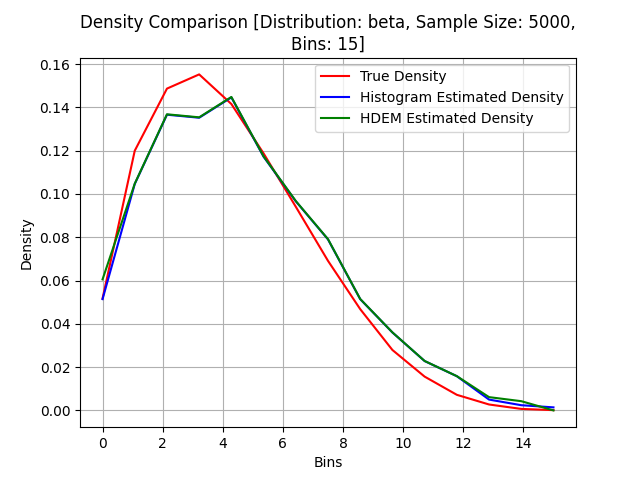 Density Comparison [Distribution: beta, Sample Size: 5000,
Bins: 15]
True Density
Histogram Estimated Density
HDEM Estimated Density
Density
0.16
0.14
0.12
0.10
0.08
0.06
0.04
0.02
0.00
0 2 4 6 8 10 12 14
Bins